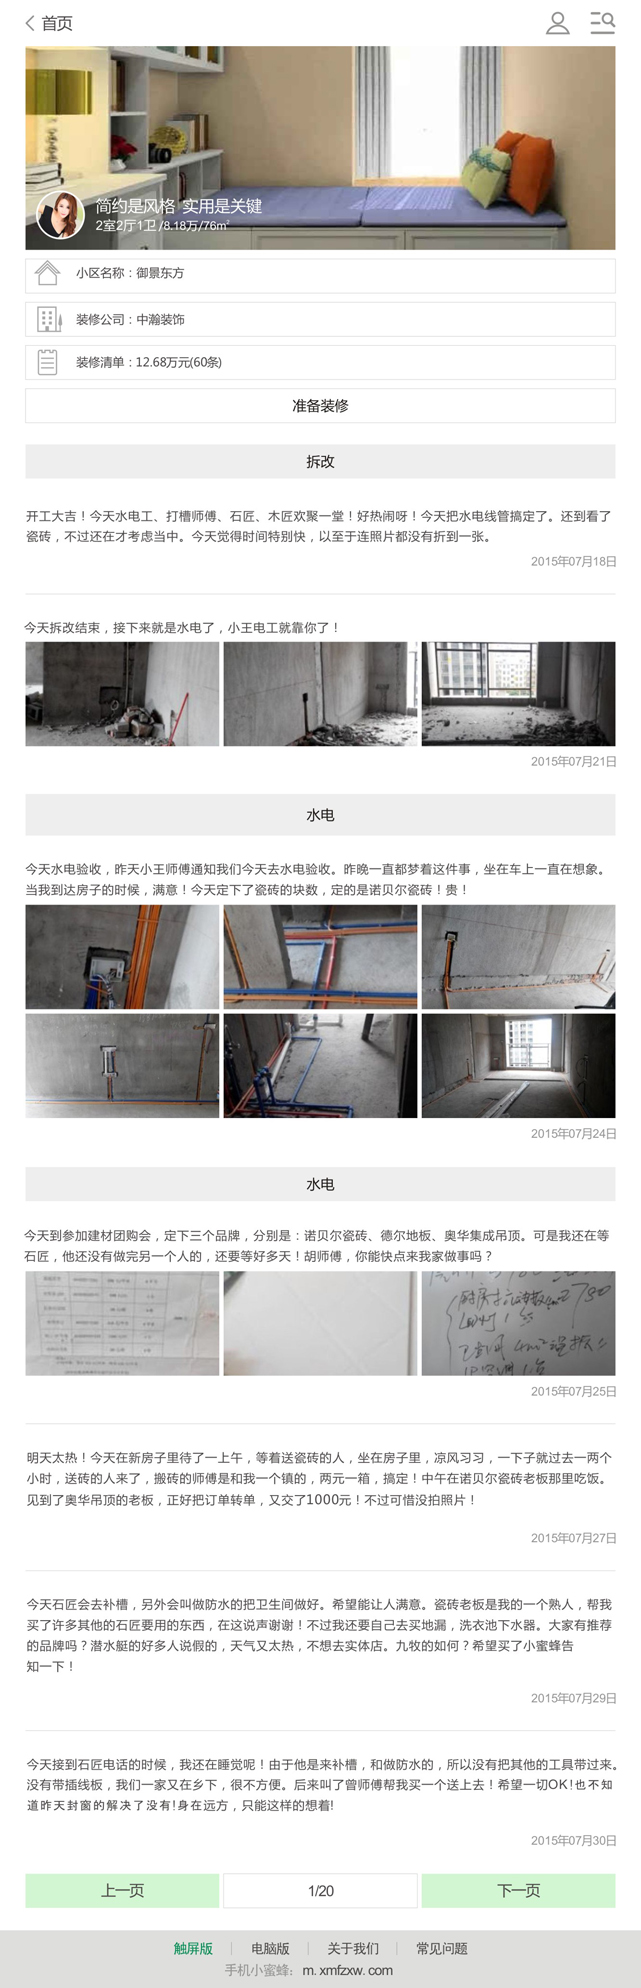 首页
简约是风格 实用是关键
2室2厅1卫 /8.18万/76㎡
小区名称：御景东方
装修公司：中瀚装饰
装修清单：12.68万元(60条)
准备装修
拆改
开工大吉！今天水电工、打槽师傅、石匠、木匠欢聚一堂！好热闹呀！今天把水电线管搞定了。还到看了
瓷砖，不过还在才考虑当中。今天觉得时间特别快，以至于连照片都没有折到一张。
2015年07月18日
今天拆改结束，接下来就是水电了，小王电工就靠你了！
2015年07月21日
水电
今天水电验收，昨天小王师傅通知我们今天去水电验收。昨晚一直都梦着这件事，坐在车上一直在想象。
当我到达房子的时候，满意！今天定下了瓷砖的块数，定的是诺贝尔瓷砖！贵！
2015年07月24日
水电
今天到参加建材团购会，定下三个品牌，分别是：诺贝尔瓷砖、德尔地板、奥华集成吊顶。可是我还在等
石匠，他还没有做完另一个人的，还要等好多天！胡师傅，你能快点来我家做事吗？
2015年07月25日
明天太热！今天在新房子里待了一上午，等着送瓷砖的人，坐在房子里，凉风习习，一下子就过去一两个
小时，送砖的人来了，搬砖的师傅是和我一个镇的，两元一箱，搞定！中午在诺贝尔瓷砖老板那里吃饭。
见到了奥华吊顶的老板，正好把订单转单，又交了1000元！不过可惜没拍照片！
2015年07月27日
今天石匠会去补槽，另外会叫做防水的把卫生间做好。希望能让人满意。瓷砖老板是我的一个熟人，帮我
买了许多其他的石匠要用的东西，在这说声谢谢！不过我还要自己去买地漏，洗衣池下水器。大家有推荐
的品牌吗？潜水艇的好多人说假的，天气又太热，不想去实体店。九牧的如何？希望买了小蜜蜂告
知一下！
2015年07月29日
今天接到石匠电话的时候，我还在睡觉呢！由于他是来补槽，和做防水的，所以没有把其他的工具带过来。
没有带插线板，我们一家又在乡下，很不方便。后来叫了曾师傅帮我买一个送上去！希望一切OK!也不知
道昨天封窗的解决了没有!身在远方，只能这样的想着!
2015年07月30日
上一页
1/20
下一页
触屏版
电脑版
关于我们
常见问题
手机小蜜蜂: m.xmfzxw.com